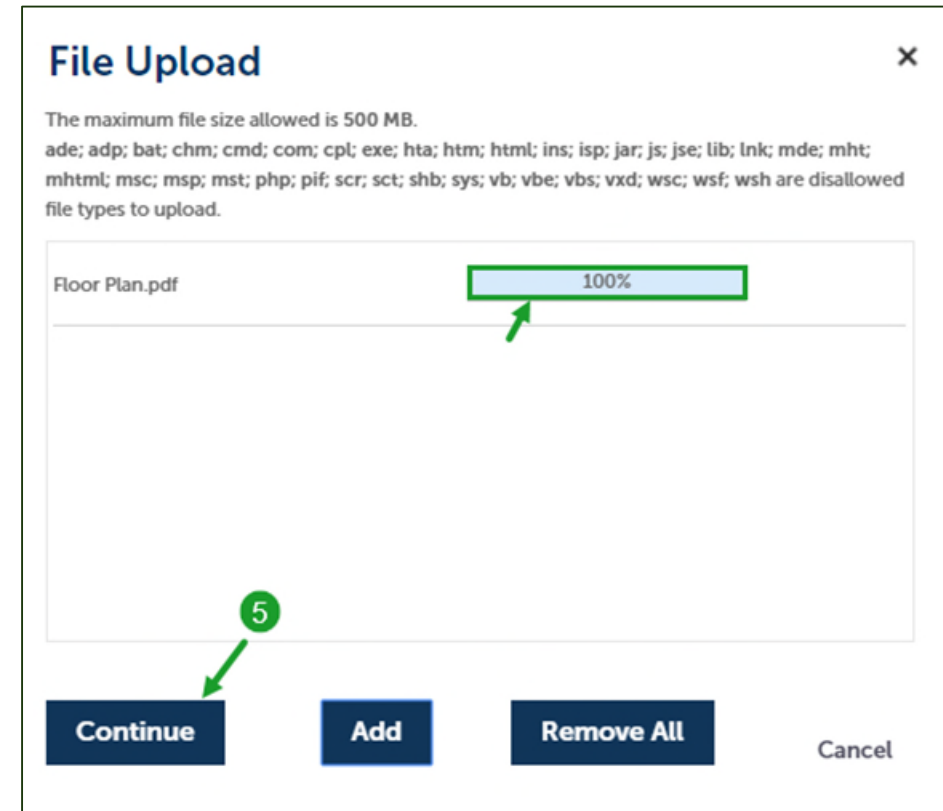 File Upload
×
The maximum file size allowed is 500 MB.
ade; adp; bat; chm; cmd; com; cpl; exe; hta; htm; html; ins; isp; jar; js; jse; lib; lnk; mde; mht;
mhtml; msc; msp; mst; php; pif; scr; sct; shb; sys; vb; vbe; vbs; vxd; wsc; wsf; wsh are disallowed
file types to upload.
Floor Plan.pdf 100%
5
Continue Add Remove All Cancel